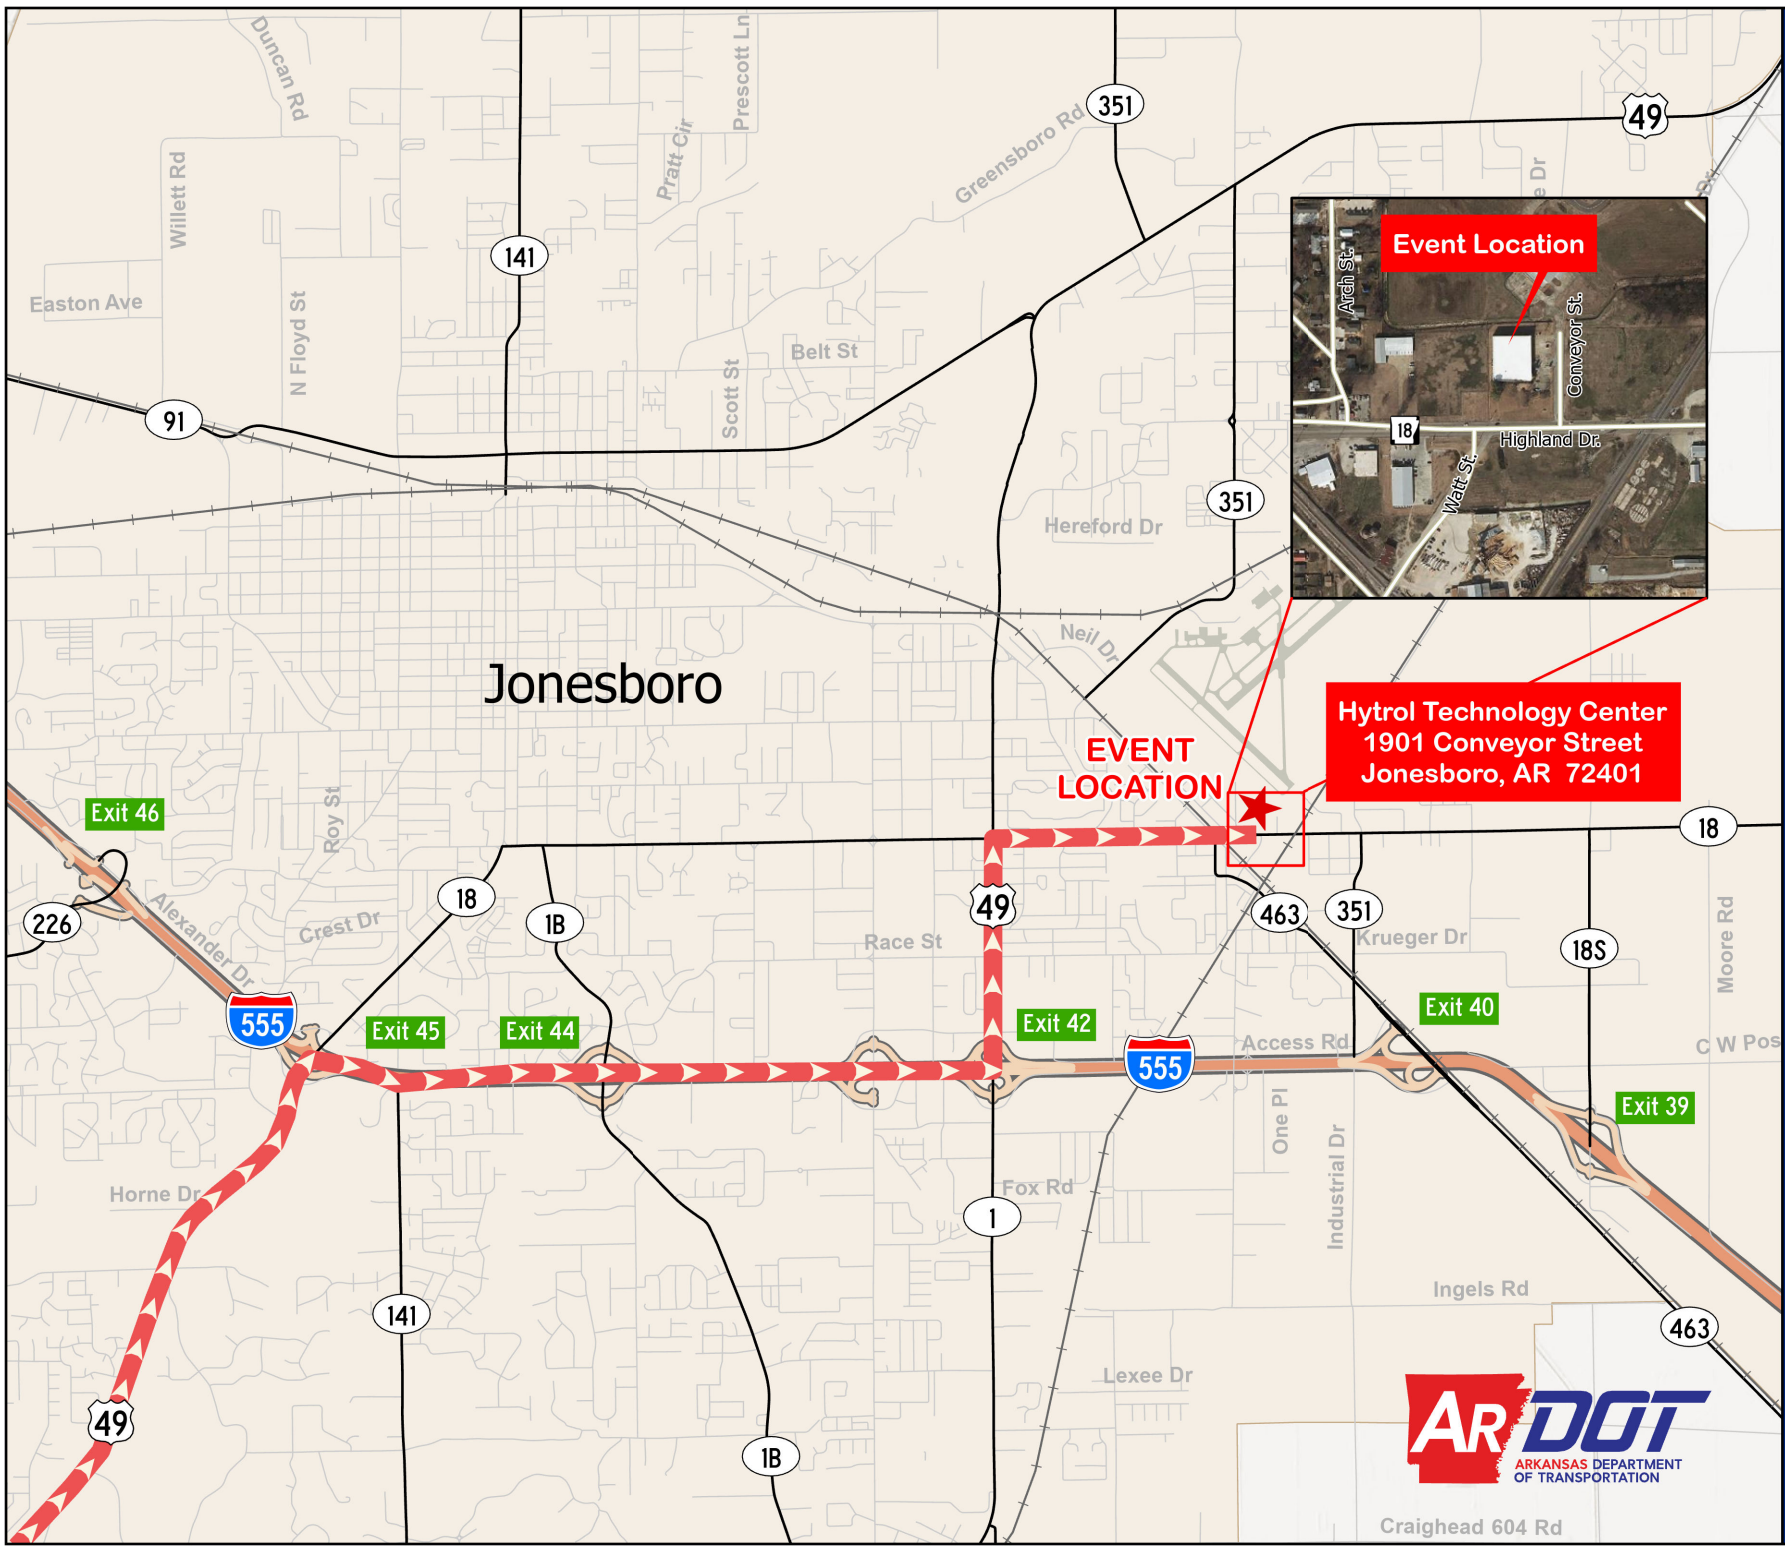 Duncan Rd
Prescott Ln
351
Greensboro Rd
49
Willett Rd
Pratt Cir
e Dr
Dr
141
Event Location
Arch St.
Conveyor St.
Easton Ave
N Floyd St
Belt St
Scott St
91
18
Highland Dr.
Watt St.
351
Hereford Dr
Neil Dr
Jonesboro
Hytrol Technology Center
1901 Conveyor Street
Jonesboro, AR 72401
EVENT
LOCATION
Exit 46
Roy St
18
18
1B
49
463
351
226
Alexander Dr
Crest Dr
Race St
Krueger Dr
18S
Moore Rd
555
Exit 45
Exit 44
Exit 42
Exit 40
Access Rd
C W Pos
555
Exit 39
One Pl
Industrial Dr
Horne Dr
Fox Rd
1
Ingels Rd
141
463
Lexee Dr
49
1B
ARDOT
ARKANSAS DEPARTMENT
OF TRANSPORTATION
Craighead 604 Rd